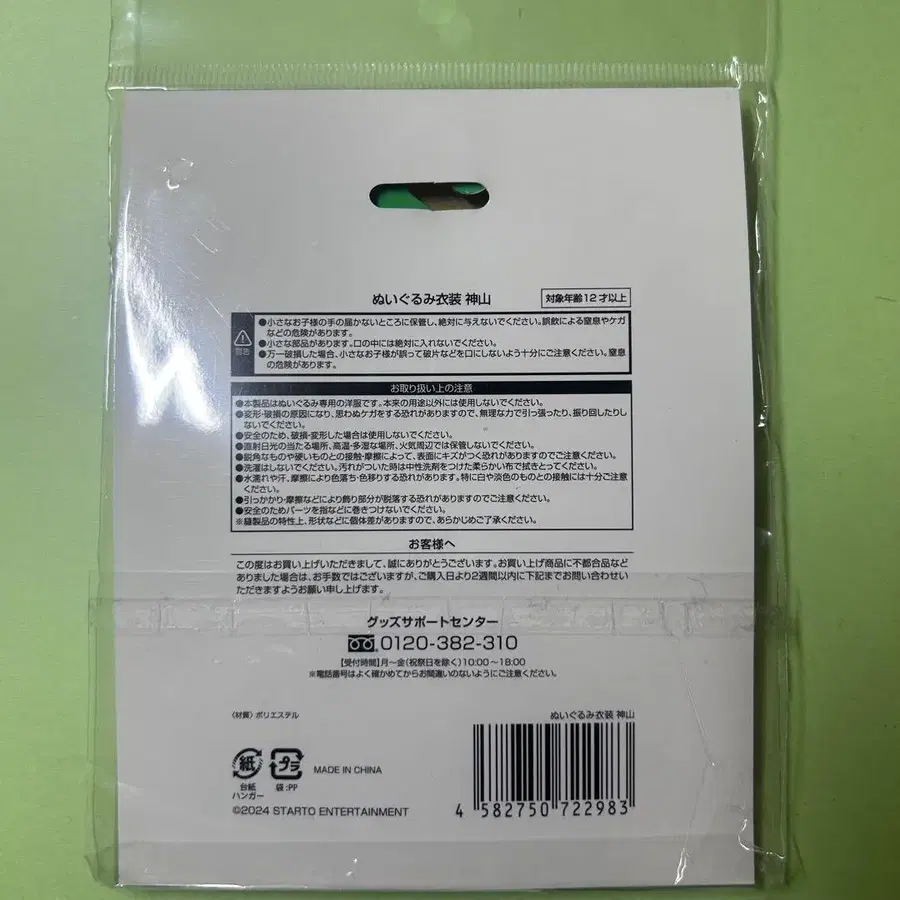 ぬいぐるみ衣装 神山
対象年齢12才以上
警告
●小さなお子様の手の届かないところに保管し、絶対に与えないでください。誤飲による窒息やケガ
などの危険があります。
●小さな部品があります。口の中には絶対に入れないでください。
●万一破損した場合、小さなお子様が誤って破片などを口にしないよう十分にご注意ください。窒息
の危険があります。
お取り扱い上の注意
●本製品はぬいぐるみ専用の洋服です。本来の用途以外には使用しないでください。
●変形・破損の原因になり、思わぬケガをする恐れがありますので、無理な力で引っ張ったり、振り回したりし
ないでください。
●安全のため、破損・変形した場合は使用しないでください。
●直射日光の当たる場所、高温・多湿な場所、火気周辺では保管しないでください。
●鋭角なものや硬いものとの接触・摩擦によって、表面にキズがつく恐れがありますのでご注意ください。
●洗濯はしないでください。汚れがついた時は中性洗剤をつけた柔らかい布で拭きとってください。
●水濡れや汗、摩擦により色落ち・色移りする恐れがあります。特に白や淡色のものとの接触には十分ご注意
ください。
●引っかかり・摩擦などにより飾り部分が脱落する恐れがありますのでご注意ください。
●安全のためパーツを指などに巻きつけないでください。
※縫製品の特性上、形状などに個体差がありますので、あらかじめご了承ください。
お客様へ
この度はお買い上げいただきまして、誠にありがとうございます。お買い上げ商品に不都合品など
ありました場合は、お手数ではございますが、ご購入日より2週間以内に下記までお問い合わせい
ただきますようお願い申し上げます。
グッズサポートセンター
0120-382-310
【受付時間】月〜金(祝祭日を除く)10:00〜18:00
※電話番号はよく確かめてからお間違いのないようにご注意ください。
〈材質〉ポリエステル
ぬいぐるみ衣装 神山
紙
プラ
MADE IN CHINA
台紙
ハンガー
袋:PP
©2024 STARTO ENTERTAINMENT
4 582750 722983